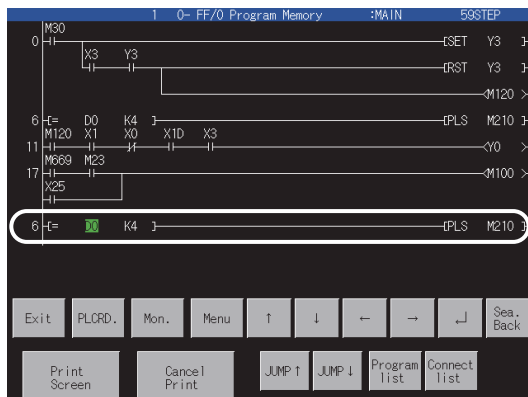 1 0- FF/0 Program Memory :MAIN 59STEP
M30
0 SET Y3
X3 Y3
RST Y3
M120
6 [= D0 K4 ] [PLS M210 ]
M120 X1 X0 X1D X3
11 Y0
M669 M23
17 M100
X25
6 [= D0 K4 ] [PLS M210 ]
Exit PLCRD. Mon. Menu ↑ ↓ ← → ↵ Sea. Back
Print Screen Cancel Print JUMP↑ JUMP↓ Program list Connect list